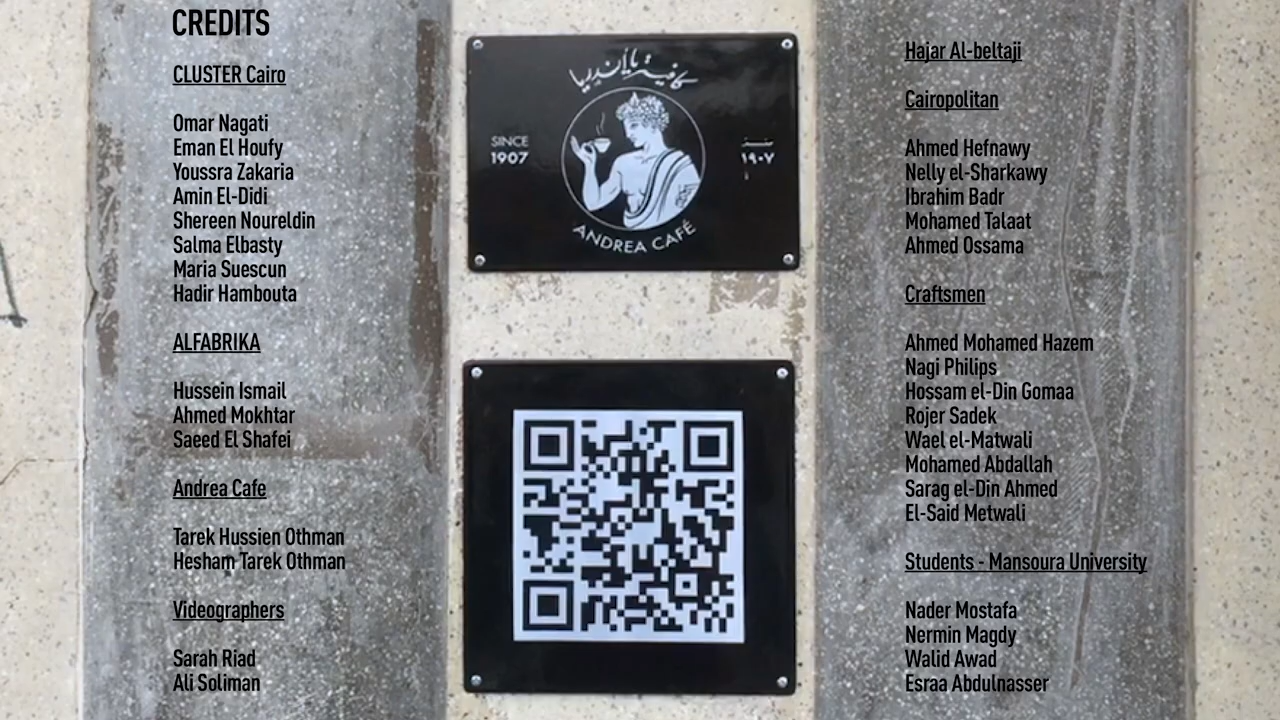 CREDITS
CLUSTER Cairo
Omar Nagati
Eman El Houfy
Youssra Zakaria
Amin El-Didi
Shereen Noureldin
Salma Elbasty
Maria Suescun
Hadir Hambouta
ALFABRIKA
Hussein Ismail
Ahmed Mokhtar
Saeed El Shafei
Andrea Cafe
Tarek Hussien Othman
Hesham Tarek Othman
Videographers
Sarah Riad
Ali Soliman
كافية يا أندريا
SINCE
1907
سنة
١٩٠٧
ANDREA CAFÉ
Hajar Al-beltaji
Cairopolitan
Ahmed Hefnawy
Nelly el-Sharkawy
Ibrahim Badr
Mohamed Talaat
Ahmed Ossama
Craftsmen
Ahmed Mohamed Hazem
Nagi Philips
Hossam el-Din Gomaa
Rojer Sadek
Wael el-Matwali
Mohamed Abdallah
Sarag el-Din Ahmed
El-Said Metwali
Students - Mansoura University
Nader Mostafa
Nermin Magdy
Walid Awad
Esraa Abdulnasser